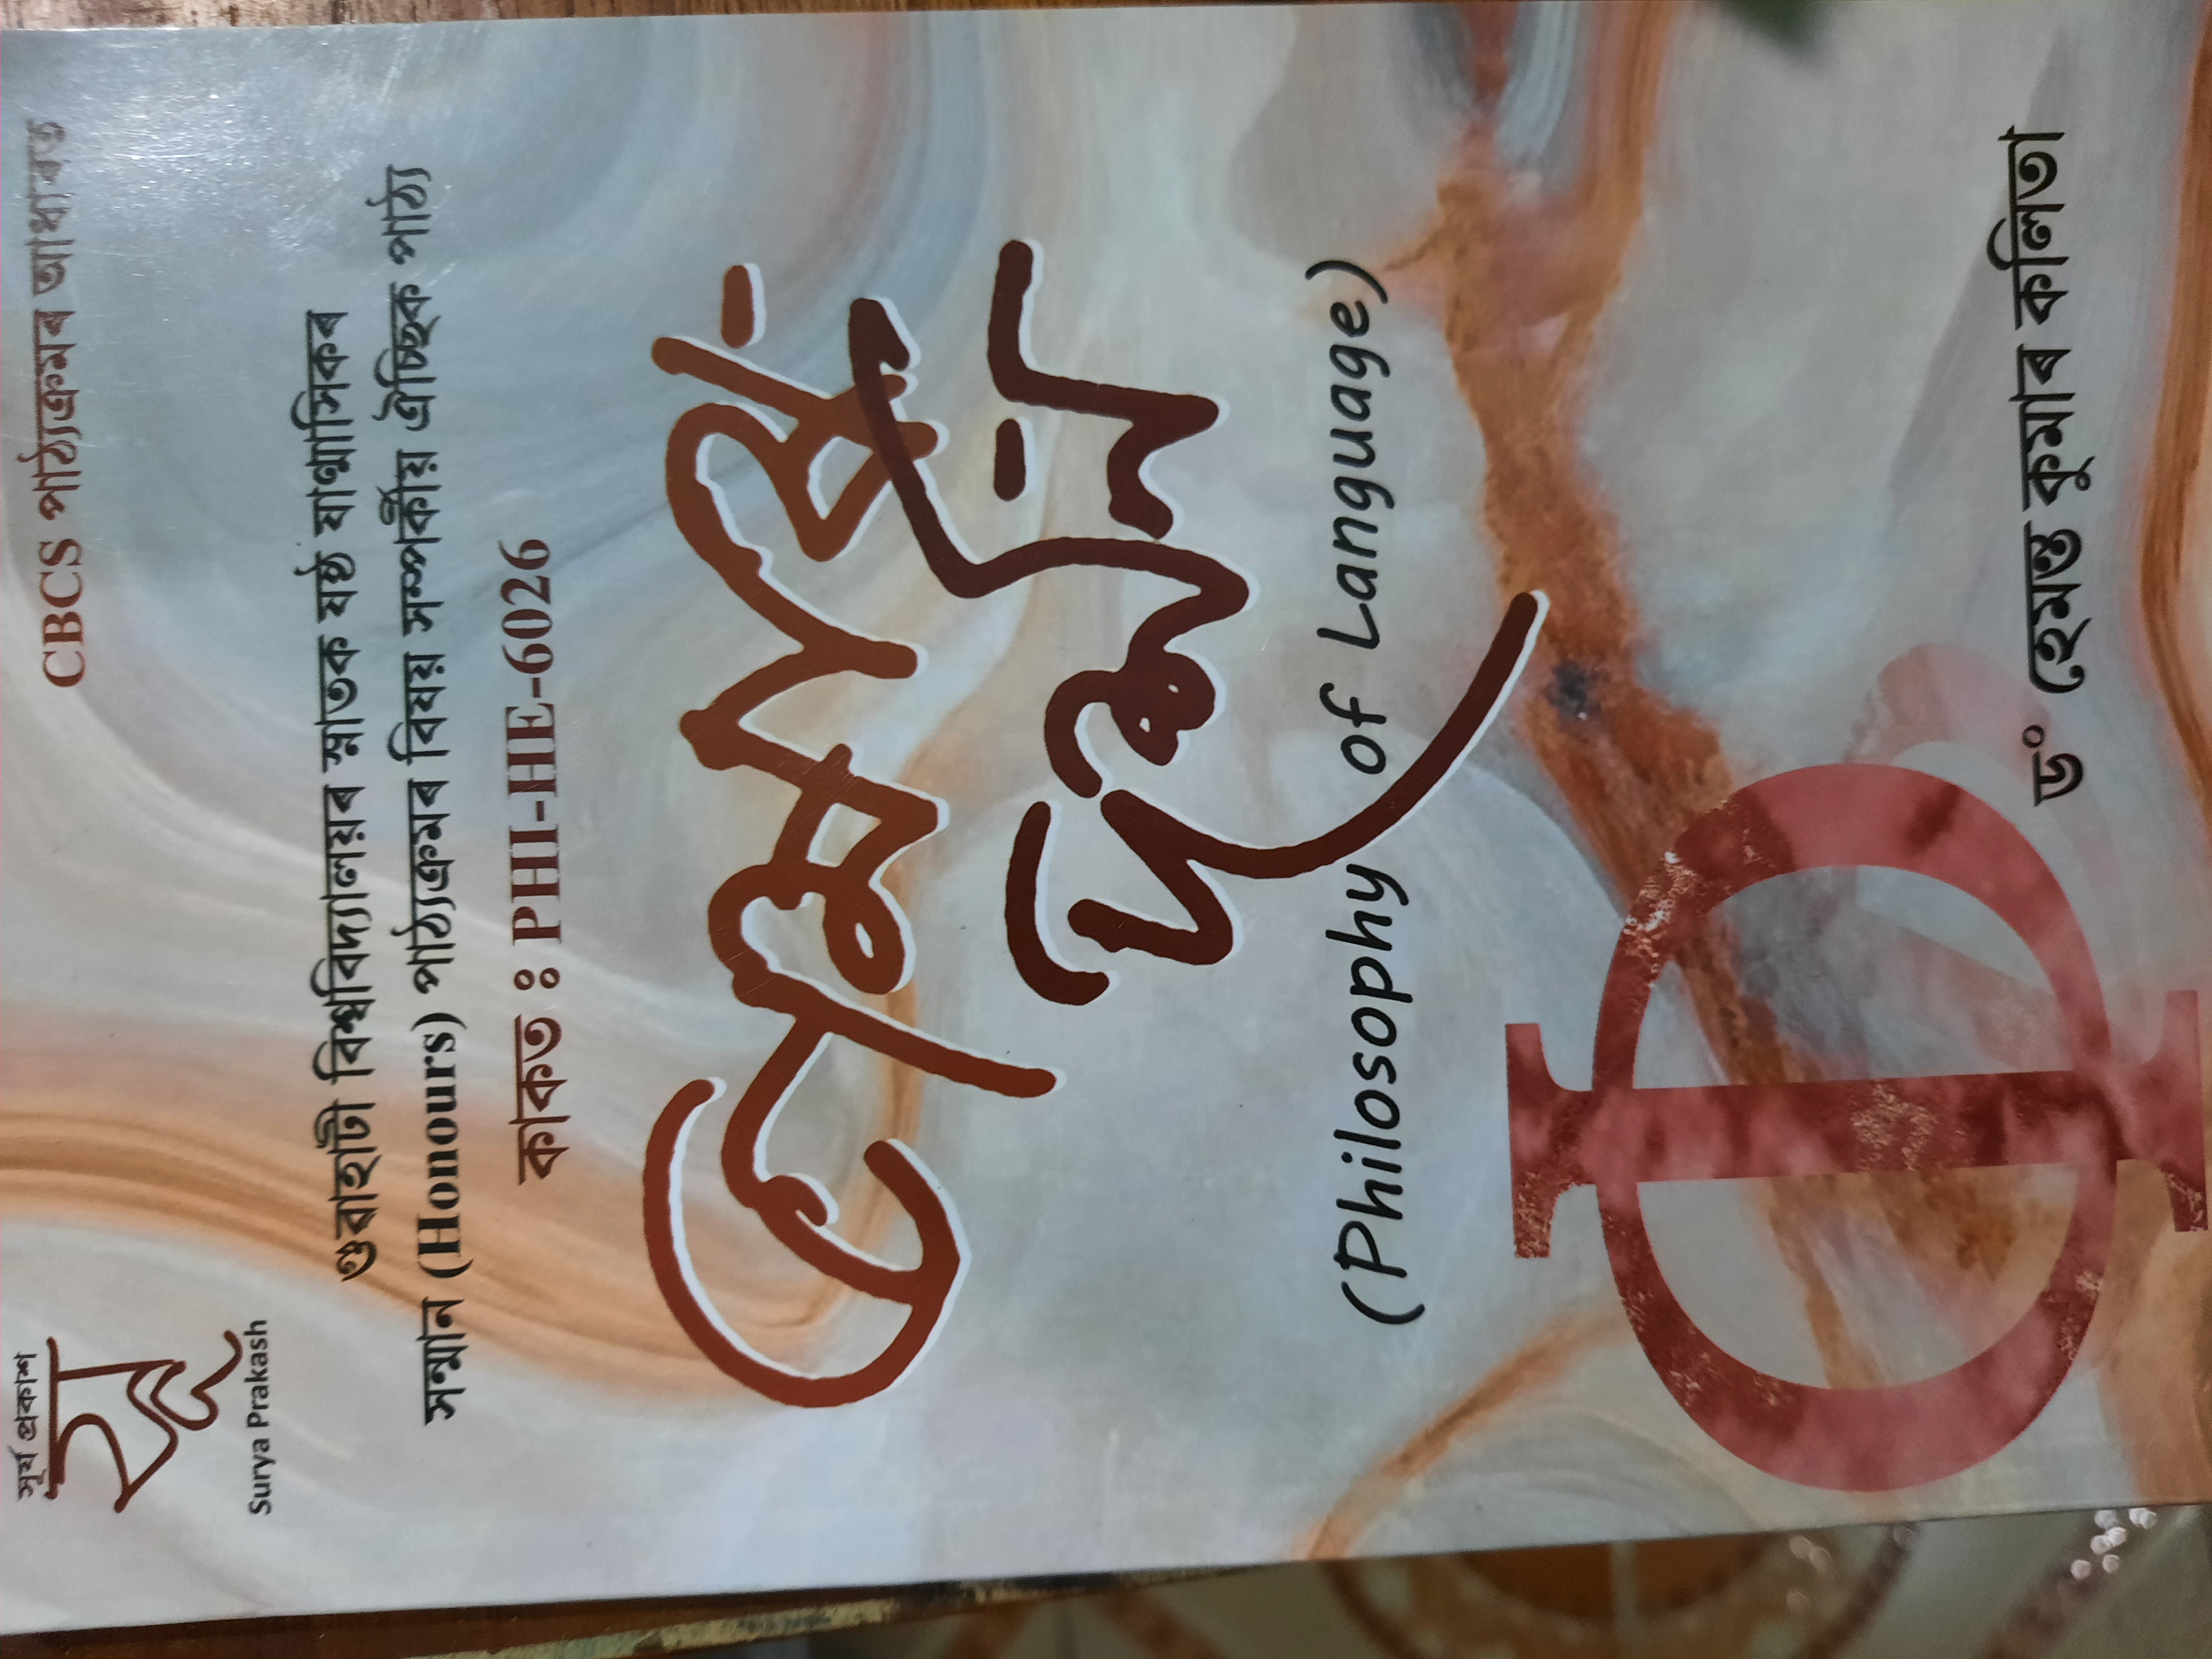 সূৰ্য প্ৰকাশ
সূ
Surya Prakash
CBCS পাঠ্যক্ৰমৰ আধাৰত
গুৱাহাটী বিশ্ববিদ্যালয়ৰ স্নাতক ষষ্ঠ ষাণ্মাসিকৰ
সন্মান (Honours) পাঠ্যক্ৰমৰ বিষয় সম্পৰ্কীয় ঐচ্ছিক পাঠ্য
কাকত : PHI-HE-6026
ভাষাৰ
দৰ্শন
(Philosophy of Language)
Φ
ড° হেমন্ত কুমাৰ কলিতা